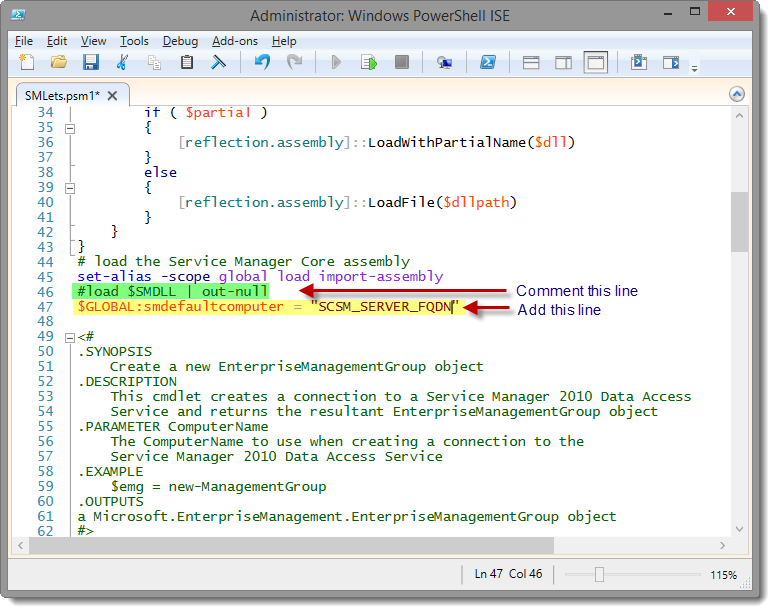 Administrator: Windows PowerShell ISE
File Edit View Tools Debug Add-ons Help
SMLets.psm1*
34 if ( $partial )
35 {
36 [reflection.assembly]::LoadWithPartialName($dll)
37 }
38 else
39 {
40 [reflection.assembly]::LoadFile($dllpath)
41 }
42 }
43 }
44 # load the Service Manager Core assembly
45 set-alias -scope global load import-assembly
46 #load $SMDLL | out-null Comment this line
47 $GLOBAL:smdefaultcomputer = "SCSM_SERVER_FQDN" Add this line
48
49 <#
50 .SYNOPSIS
51 Create a new EnterpriseManagementGroup object
52 .DESCRIPTION
53 This cmdlet creates a connection to a Service Manager 2010 Data Access
54 Service and returns the resultant EnterpriseManagementGroup object
55 .PARAMETER ComputerName
56 The ComputerName to use when creating a connection to the
57 Service Manager 2010 Data Access Service
58 .EXAMPLE
59 $emg = new-ManagementGroup
60 .OUTPUTS
61 a Microsoft.EnterpriseManagement.EnterpriseManagementGroup object
62 #>
Ln 47 Col 46 115%